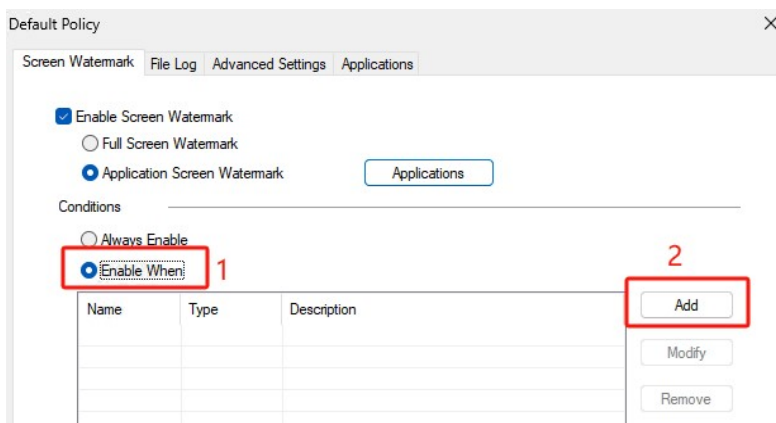 Default Policy
Screen Watermark File Log Advanced Settings Applications
Enable Screen Watermark
Full Screen Watermark
Application Screen Watermark Applications
Conditions
Always Enable
Enable When 1
2
Name Type Description Add
Modify
Remove